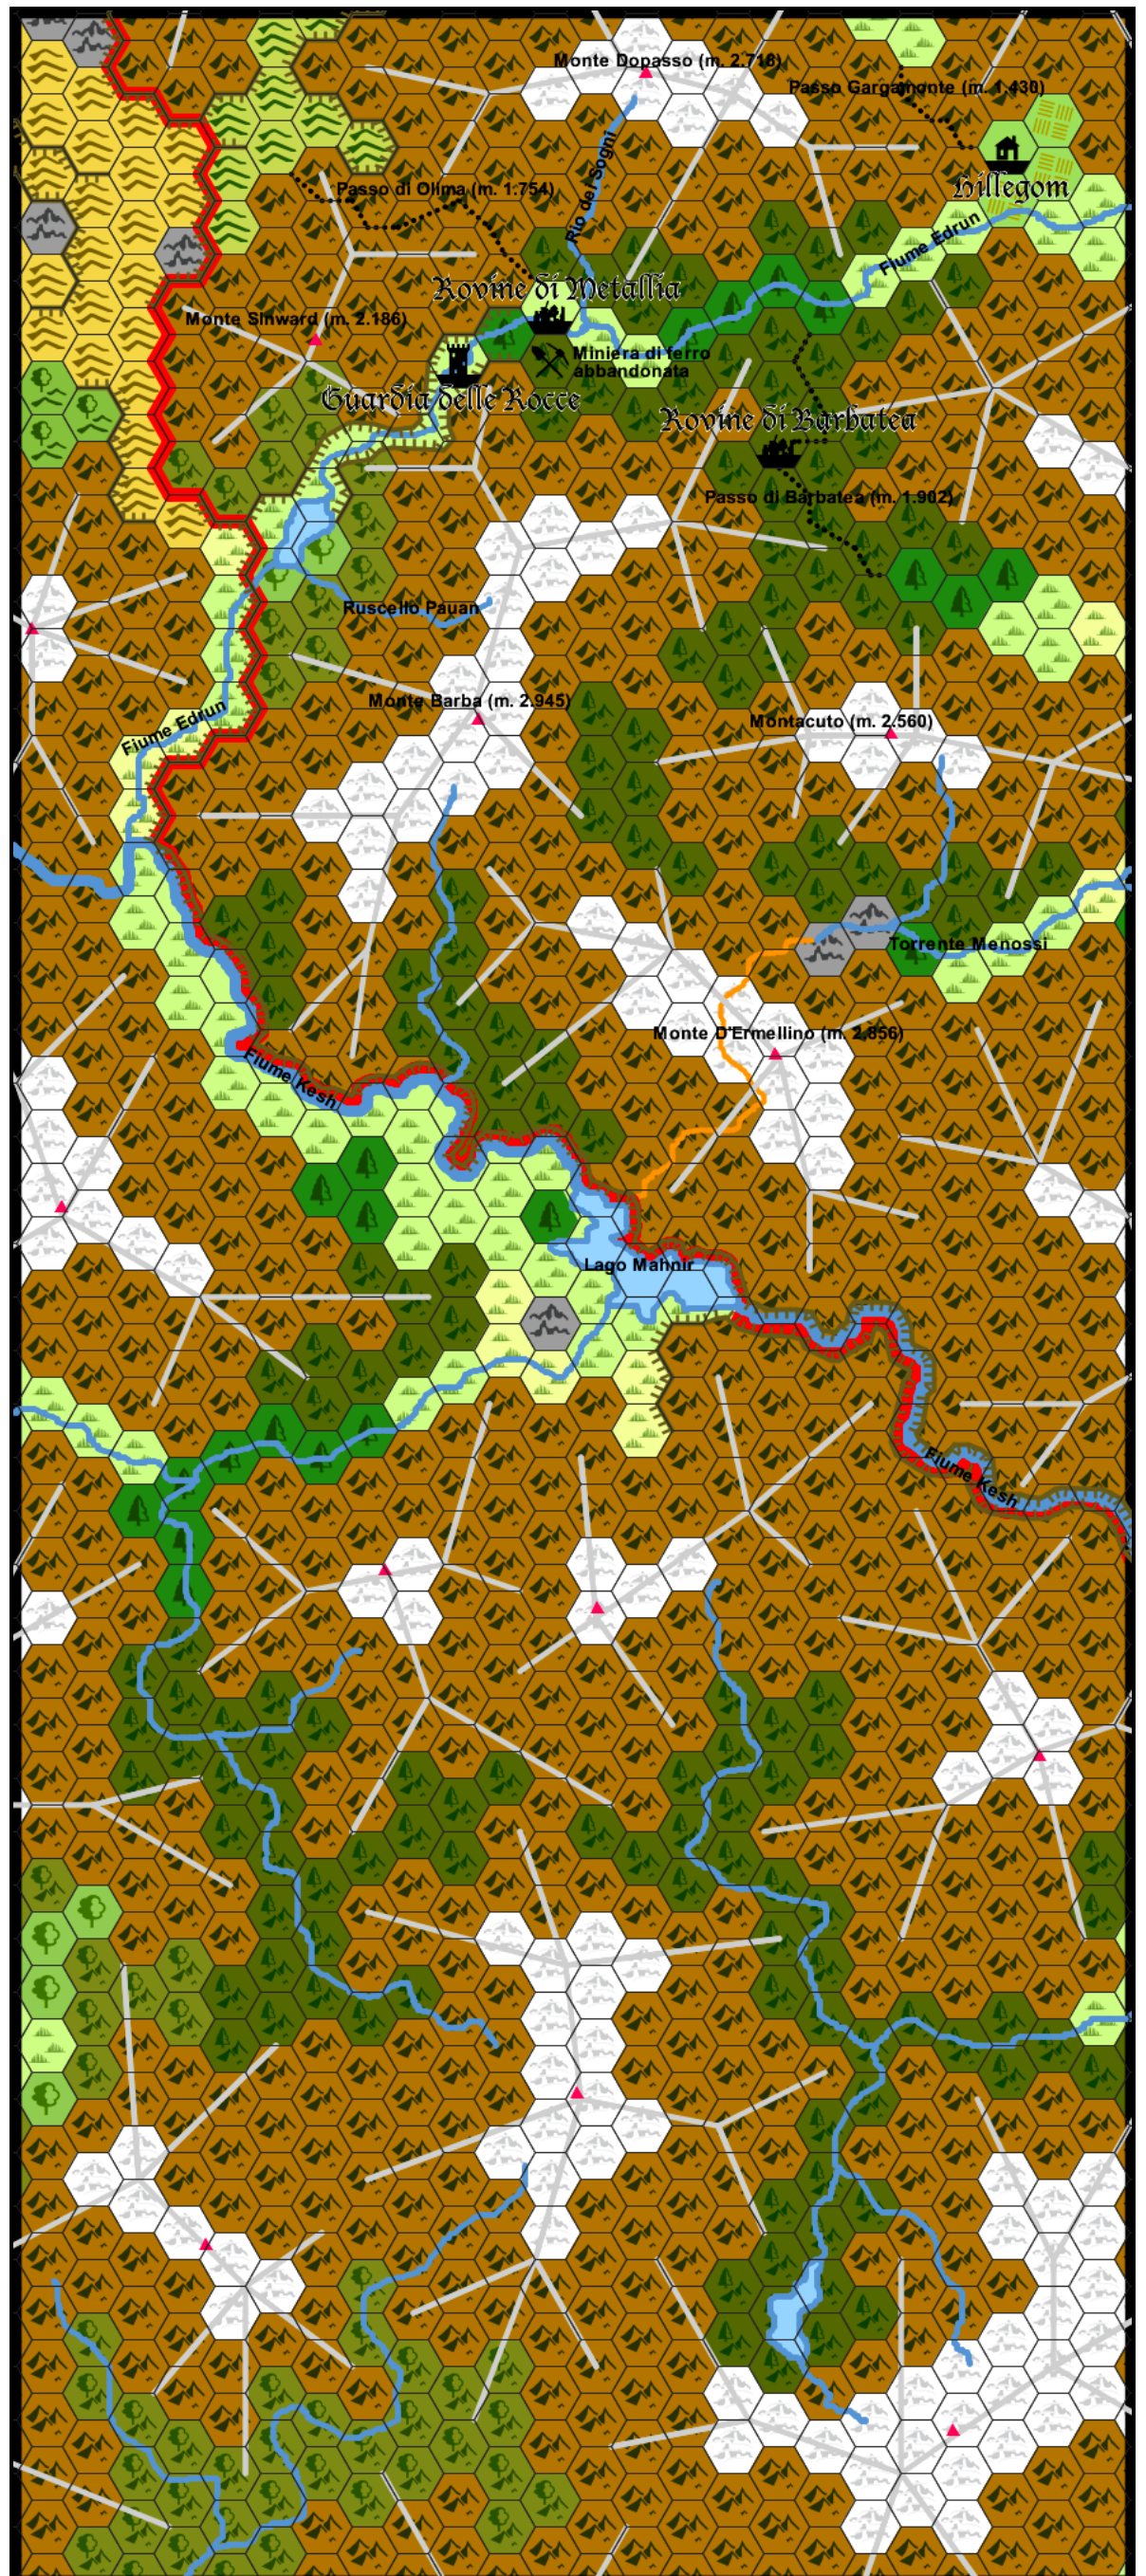 Monte Dopasso (m. 2.718)
Passo Gargamonte (m. 1.430)
Hillegom
Passo di Olima (m. 1.754)
Rio dei Sogni
Fiume Edrun
Rovine di Metallia
Monte Sinward (m. 2.186)
Miniera di ferro
abbandonata
Guardia delle Rocce
Rovine di Barbatea
Passo di Barbatea (m. 1.902)
Ruscello Pauan
Monte Barba (m. 2.945)
Fiume Edrun
Montacuto (m. 2.560)
Torrente Menossi
Monte D'Ermellino (m. 2.856)
Fiume Kesh
Lago Mahnir
Fiume Kesh